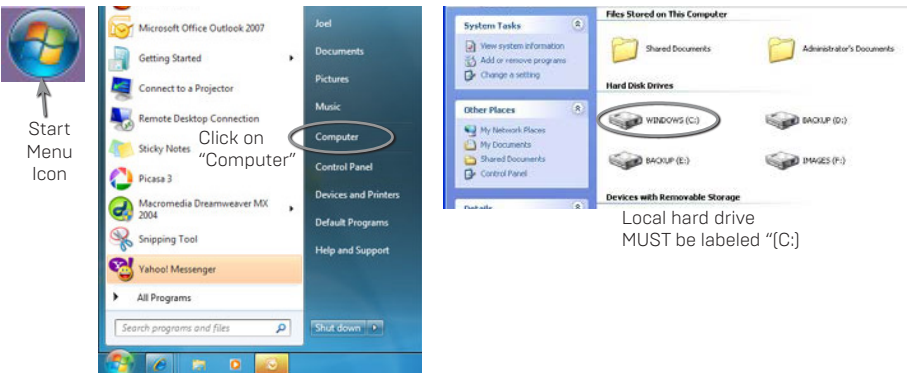 Start
Menu
Icon
Microsoft Office Outlook 2007
Getting Started
Connect to a Projector
Remote Desktop Connection
Sticky Notes
Click on
"Computer"
Picasa 3
Macromedia Dreamweaver MX
2004
Snipping Tool
Yahoo! Messenger
All Programs
Search programs and files
Joel
Documents
Pictures
Music
Computer
Control Panel
Devices and Printers
Default Programs
Help and Support
Shut down
System Tasks
View system information
Add or remove programs
Change a setting
Other Places
My Network Places
My Documents
Shared Documents
Control Panel
Details
Files Stored on This Computer
Shared Documents
Administrator's Documents
Hard Disk Drives
WINDOWS (C:)
BACKUP (D:)
BACKUP (E:)
IMAGES (F:)
Devices with Removable Storage
Local hard drive
MUST be labeled "(C:)